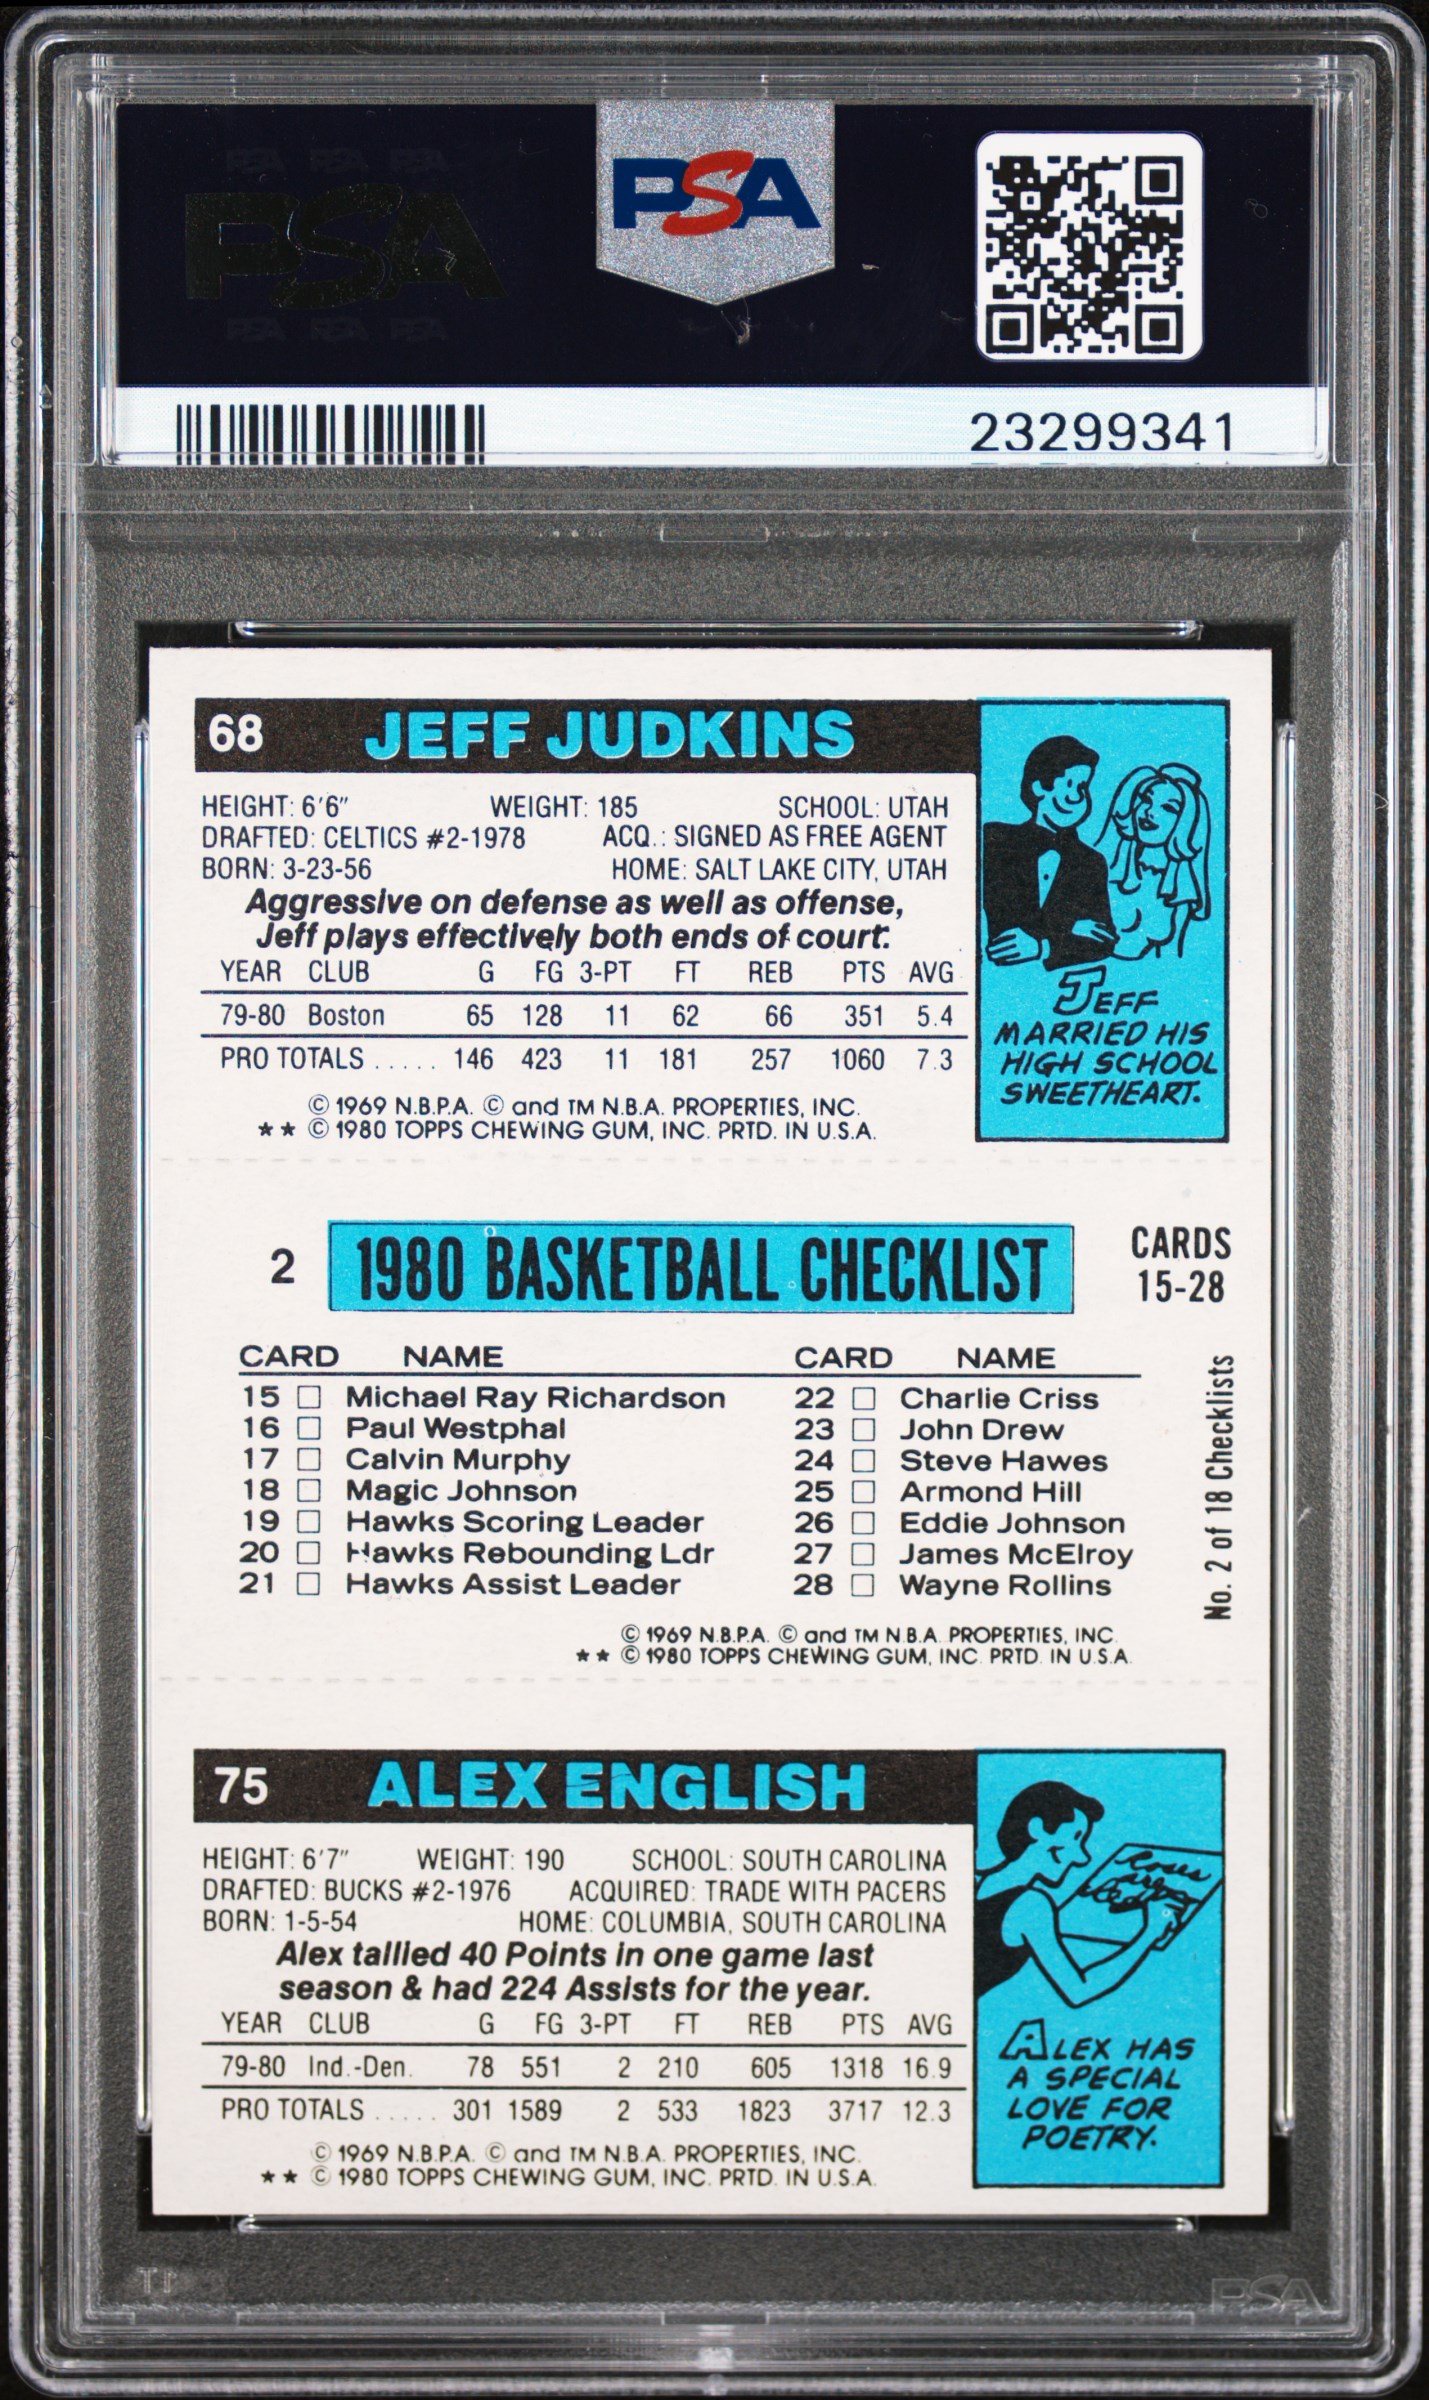 PSA PSA PSA
PSA
PSA PSA PSA
PSA
23299341
68 JEFF JUDKINS
HEIGHT: 6'6" WEIGHT: 185 SCHOOL: UTAH
DRAFTED: CELTICS #2-1978 ACQ.: SIGNED AS FREE AGENT
BORN: 3-23-56 HOME: SALT LAKE CITY, UTAH
Aggressive on defense as well as offense,
Jeff plays effectively both ends of court.
YEAR CLUB G FG 3-PT FT REB PTS AVG
79-80 Boston 65 128 11 62 66 351 5.4
PRO TOTALS ..... 146 423 11 181 257 1060 7.3
© 1969 N.B.P.A. © and TM N.B.A. PROPERTIES, INC.
** © 1980 TOPPS CHEWING GUM, INC. PRTD. IN U.S.A.
JEFF
MARRIED HIS
HIGH SCHOOL
SWEETHEART.
2 1980 BASKETBALL CHECKLIST CARDS
15-28
CARD NAME CARD NAME
15 □ Michael Ray Richardson 22 □ Charlie Criss
16 □ Paul Westphal 23 □ John Drew
17 □ Calvin Murphy 24 □ Steve Hawes
18 □ Magic Johnson 25 □ Armond Hill
19 □ Hawks Scoring Leader 26 □ Eddie Johnson
20 □ Hawks Rebounding Ldr 27 □ James McElroy
21 □ Hawks Assist Leader 28 □ Wayne Rollins
No. 2 of 18 Checklists
© 1969 N.B.P.A. © and TM N.B.A. PROPERTIES, INC.
** © 1980 TOPPS CHEWING GUM, INC. PRTD. IN U.S.A.
75 ALEX ENGLISH
HEIGHT: 6'7" WEIGHT: 190 SCHOOL: SOUTH CAROLINA
DRAFTED: BUCKS #2-1976 ACQUIRED: TRADE WITH PACERS
BORN: 1-5-54 HOME: COLUMBIA, SOUTH CAROLINA
Alex tallied 40 Points in one game last
season & had 224 Assists for the year.
YEAR CLUB G FG 3-PT FT REB PTS AVG
79-80 Ind.-Den. 78 551 2 210 605 1318 16.9
PRO TOTALS ..... 301 1589 2 533 1823 3717 12.3
© 1969 N.B.P.A. © and TM N.B.A. PROPERTIES, INC.
** © 1980 TOPPS CHEWING GUM, INC. PRTD. IN U.S.A.
Roses
ALEX HAS
A SPECIAL
LOVE FOR
POETRY.
PSA